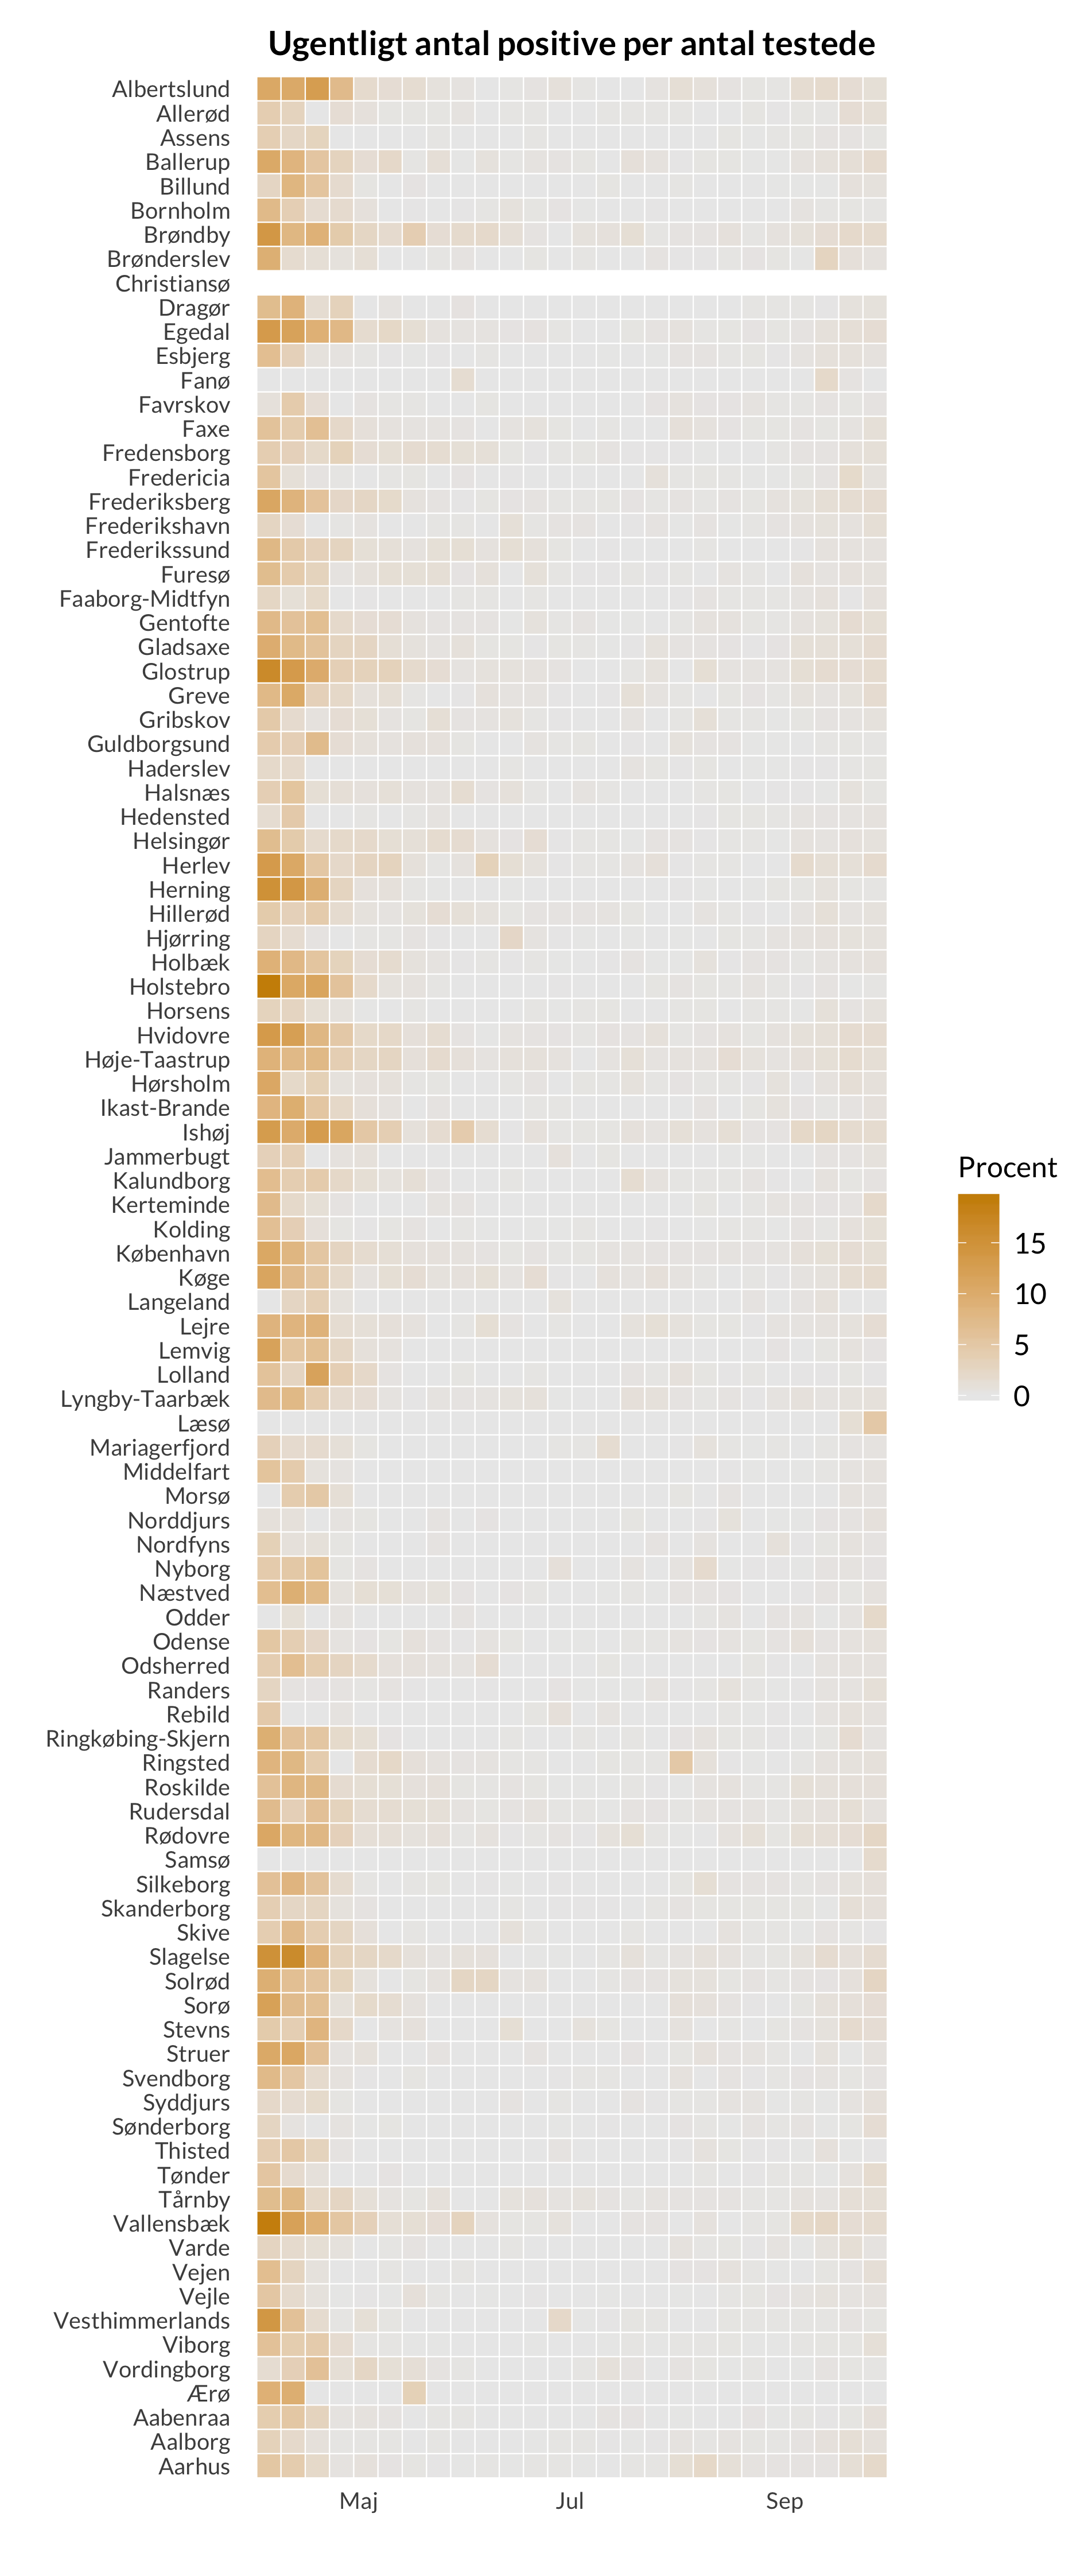 Ugentligt antal positive per antal testede
Albertslund
Allerød
Assens
Ballerup
Billund
Bornholm
Brøndby
Brønderslev
Christiansø
Dragør
Egedal
Esbjerg
Fanø
Favrskov
Faxe
Fredensborg
Fredericia
Frederiksberg
Frederikshavn
Frederikssund
Furesø
Faaborg-Midtfyn
Gentofte
Gladsaxe
Glostrup
Greve
Gribskov
Guldborgsund
Haderslev
Halsnæs
Hedensted
Helsingør
Herlev
Herning
Hillerød
Hjørring
Holbæk
Holstebro
Horsens
Hvidovre
Høje-Taastrup
Hørsholm
Ikast-Brande
Ishøj
Jammerbugt
Kalundborg
Kerteminde
Kolding
København
Køge
Langeland
Lejre
Lemvig
Lolland
Lyngby-Taarbæk
Læsø
Mariagerfjord
Middelfart
Morsø
Norddjurs
Nordfyns
Nyborg
Næstved
Odder
Odense
Odsherred
Randers
Rebild
Ringkøbing-Skjern
Ringsted
Roskilde
Rudersdal
Rødovre
Samsø
Silkeborg
Skanderborg
Skive
Slagelse
Solrød
Sorø
Stevns
Struer
Svendborg
Syddjurs
Sønderborg
Thisted
Tønder
Tårnby
Vallensbæk
Varde
Vejen
Vejle
Vesthimmerlands
Viborg
Vordingborg
Ærø
Aabenraa
Aalborg
Aarhus
Maj Jul Sep
Procent
15
10
5
0